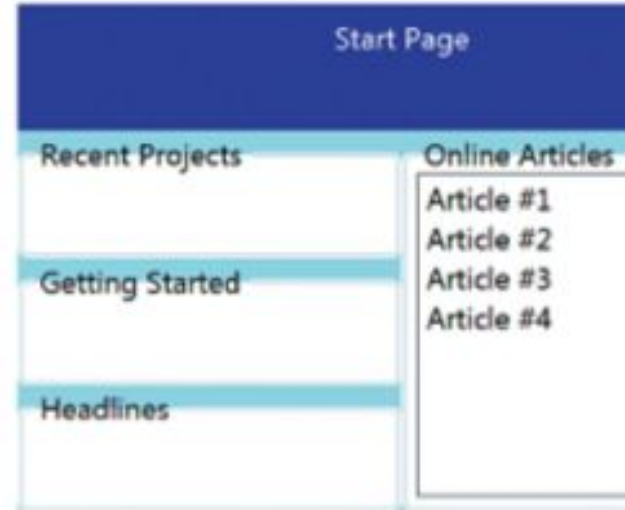 Start Page
Recent Projects
Getting Started
Headlines
Online Articles
Article #1
Article #2
Article #3
Article #4